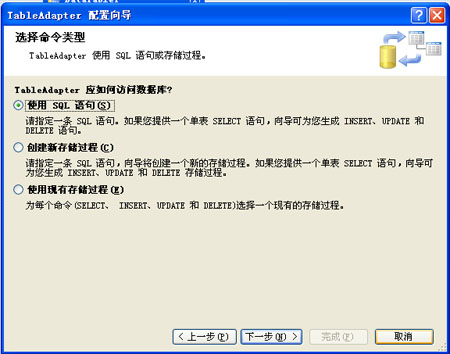 TableAdapter 配置向导
选择命令类型
TableAdapter 使用 SQL 语句或存储过程。
TableAdapter 应如何访问数据库?
使用 SQL 语句(S)
请指定一条 SQL 语句。如果您提供一个单表 SELECT 语句,向导可为您生成 INSERT、UPDATE 和
DELETE 语句。
创建新存储过程(C)
请指定一条 SQL 语句,向导将创建一个新的存储过程。如果您提供一个单表 SELECT 语句,向导可
为您生成 INSERT、UPDATE 和 DELETE 存储过程。
使用现有存储过程(E)
为每个命令(SELECT、 INSERT、UPDATE 和 DELETE)选择一个现有的存储过程。
< 上一步(P)
下一步(N) >
完成(F)
取消